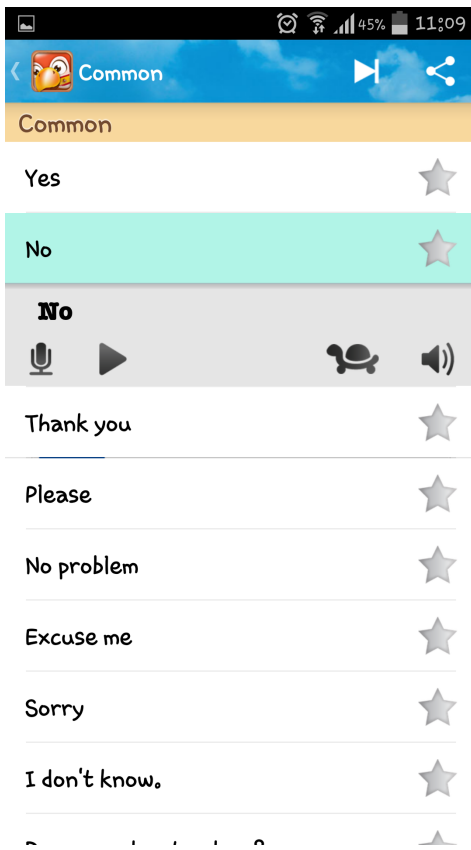 45% 11:09
Common
Common
Yes
No
No
Thank you
Please
No problem
Excuse me
Sorry
I don't know.